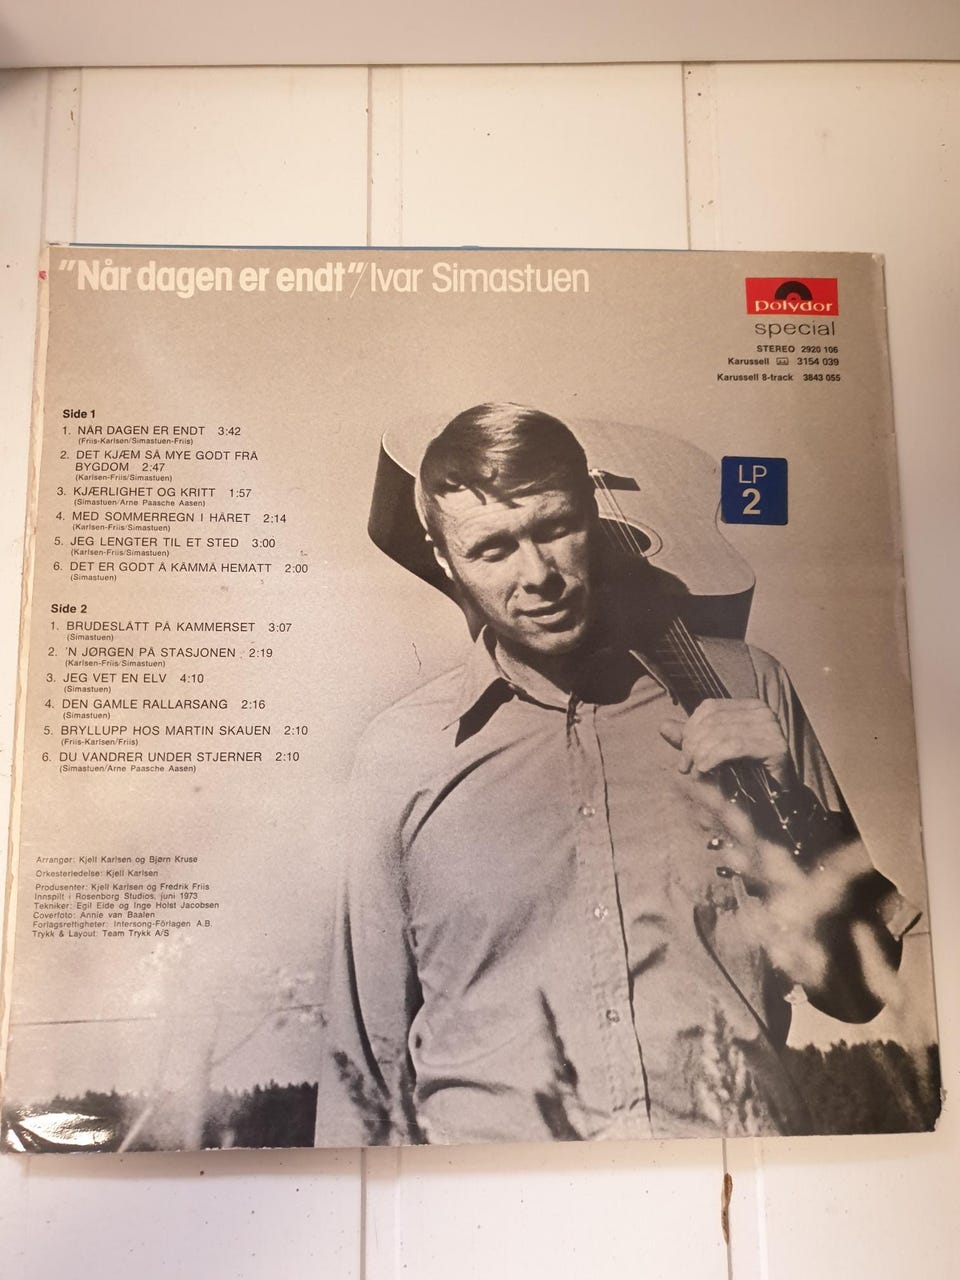 "Når dagen er endt"/Ivar Simastuen
polydor
special
STEREO 2920 106
Karussell 3154 039
Karussell 8-track 3843 055
LP
2
Side 1
1. NÅR DAGEN ER ENDT 3:42
(Friis-Karlsen/Simastuen-Friis)
2. DET KJÆM SÅ MYE GODT FRA
BYGDOM 2:47
(Karlsen-Friis/Simastuen)
3. KJÆRLIGHET OG KRITT 1:57
(Simastuen/Arne Paasche Aasen)
4. MED SOMMERREGN I HÅRET 2:14
(Karlsen-Friis/Simastuen)
5. JEG LENGTER TIL ET STED 3:00
(Karlsen-Friis/Simastuen)
6. DET ER GODT Å KÅMMÅ HEMATT 2:00
(Simastuen)
Side 2
1. BRUDESLÅTT PÅ KAMMERSET 3:07
(Simastuen)
2. 'N JØRGEN PÅ STASJONEN 2:19
(Karlsen-Friis/Simastuen)
3. JEG VET EN ELV 4:10
(Simastuen)
4. DEN GAMLE RALLARSANG 2:16
(Simastuen)
5. BRYLLUPP HOS MARTIN SKAUEN 2:10
(Friis-Karlsen/Friis)
6. DU VANDRER UNDER STJERNER 2:10
(Simastuen/Arne Paasche Aasen)
Arrangør: Kjell Karlsen og Bjørn Kruse
Orkesterledelse: Kjell Karlsen
Produsenter: Kjell Karlsen og Fredrik Friis
Innspilt i Rosenborg Studios, juni 1973
Tekniker: Egil Eide og Inge Holst Jacobsen
Coverfoto: Annie van Baalen
Forlagsrettigheter: Intersong-Förlagen A.B.
Trykk & Layout: Team Trykk A/S